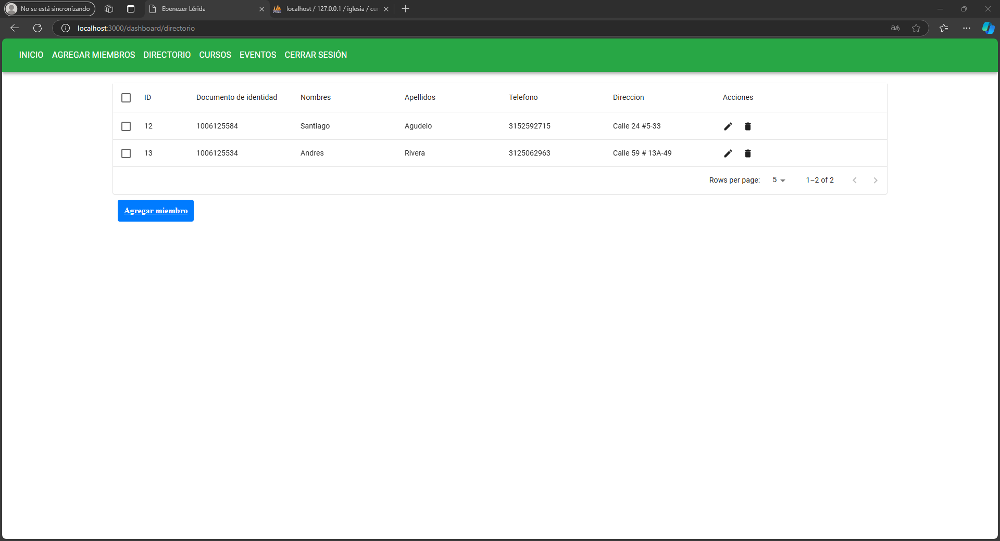 No se está sincronizando
Ebenezer Lérida
localhost / 127.0.0.1 / iglesia / cur
localhost:3000/dashboard/directorio
aあ
INICIO AGREGAR MIEMBROS DIRECTORIO CURSOS EVENTOS CERRAR SESIÓN
ID Documento de identidad Nombres Apellidos Telefono Direccion Acciones
12 1006125584 Santiago Agudelo 3152592715 Calle 24 #5-33
13 1006125534 Andres Rivera 3125062963 Calle 59 # 13A-49
Rows per page: 5 1–2 of 2
Agregar miembro